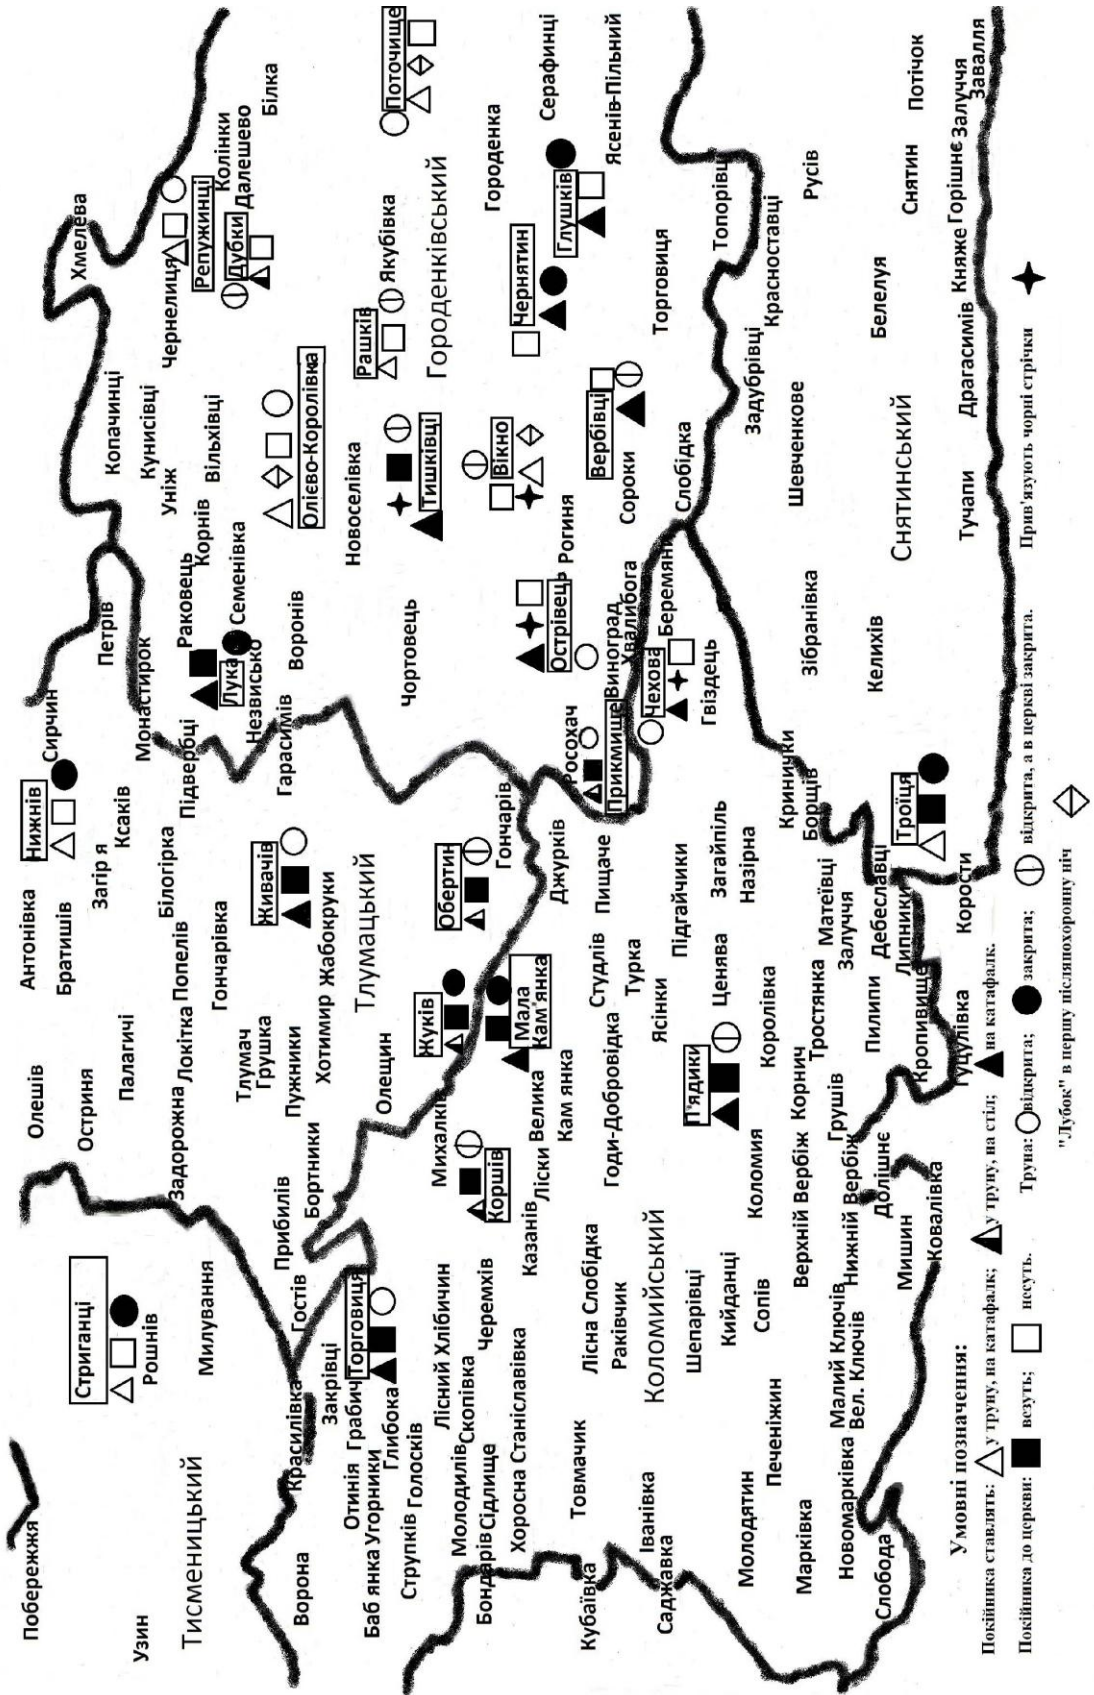 Побережжя
Узин
Тисменицький
Ворона
Стриганці
Рошнів
Милування
Красилівка
Гостів
Закрівці
Прибилів
Бортники
Торговиця
Грабич
Отинія
Угорники
Глибока
Баб янка
Струпків
Голосків
Лісний Хлібичин
Молодилів
Скопівка
Бондарів
Сідлище
Черемхів
Хоросна
Станіславівка
Казанів
Товмачик
Кубаївка
Іванівка
Саджавка
Лісна Слобідка
Раківчик
Коломийський
Шепарівці
Кийданці
Сопів
Молодятин
Печеніжин
Марківка
Новомарківка
Малий Ключів
Вел. Ключів
Слобода
Мишин
Ковалівка
Долішнє
Нижній Вербіж
Верхній Вербіж
Коломия
Олешів
Остриня
Палагичі
Задорожна
Локітка
Попелів
Антонівка
Братишів
Загір я
Ксаків
Нижнів
Сирчин
Білогірка
Підвербці
Монастирок
Гончарівка
Тлумач
Грушка
Пужники
Хотимир
Жабокруки
Живачів
Тлумацький
Олещин
Жуків
Обертин
Гончарів
Михалків
Коршів
Мала
Кам'янка
Велика
Кам янка
Ліски
Джурків
Годи-Добровідка
Студлів
Турка
Пищаче
Ясінки
Підгайчики
П'ядики
Ценява
Загайпіль
Назірна
Королівка
Корнич
Тростянка
Грушів
Пилипи
Матеївці
Залуччя
Дебеславці
Липники
Кропивище
Гуцулівка
Корости
Троїця
Кринички
Борщів
Петрів
Раковець
Корнів
Семенівка
Лука
Незвисько
Воронів
Гарасимів
Чортовець
Росохач
Прикмище
Виноград
Хвалибога
Чехова
Беремяни
Гвіздець
Острівець
Рогиня
Слобідка
Сороки
Хмелева
Чернелиця
Репужинці
Колінки
Дубки
Далешево
Білка
Копачинці
Кунисівці
Уніж
Вільхівці
Олієво-Королівка
Новоселівка
Тишківці
Рашків
Якубівка
Поточище
Городенківський
Городенка
Вікно
Чернятин
Серафинці
Глушків
Ясенів-Пільний
Вербівці
Торговиця
Топорівці
Задубрівці
Красноставці
Шевченкове
Русів
Зібранівка
Келихів
Снятинський
Белелуя
Снятин
Потічок
Тучапи
Драгасимів
Княже
Горішнє Залуччя
Завалля
Умовні позначення:
Покійника ставлять: у труну, на катафалк; у труну, на стіл; на катафалк.
Покійника до церкви: везуть; несуть. Труна: відкрита; закрита; відкрита, а в церкві закрита. Прив'язують чорні стрічки
"Лубок" в першу післяпохоронну ніч